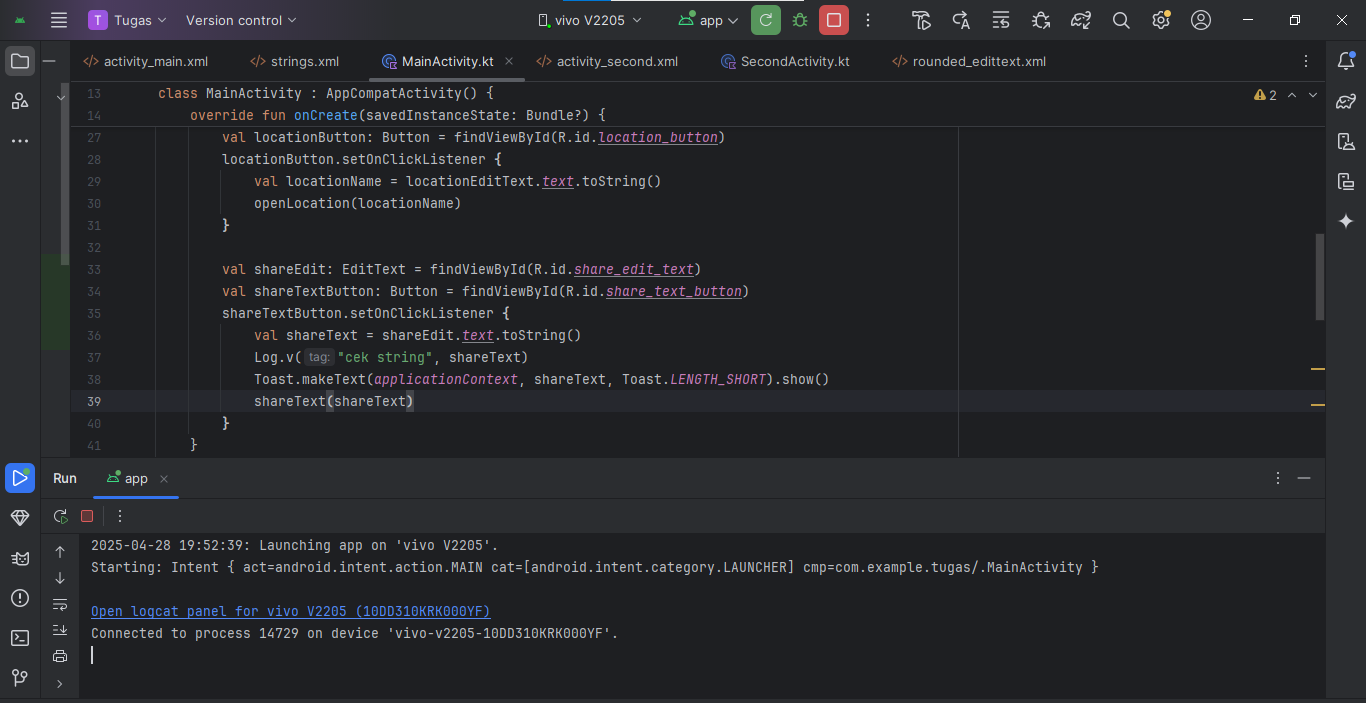 T Tugas Version control vivo V2205 app
activity_main.xml strings.xml MainActivity.kt activity_second.xml SecondActivity.kt rounded_edittext.xml
13 class MainActivity : AppCompatActivity() { 2
14 override fun onCreate(savedInstanceState: Bundle?) {
27 val locationButton: Button = findViewById(R.id.location_button)
28 locationButton.setOnClickListener {
29 val locationName = locationEditText.text.toString()
30 openLocation(locationName)
31 }
32
33 val shareEdit: EditText = findViewById(R.id.share_edit_text)
34 val shareTextButton: Button = findViewById(R.id.share_text_button)
35 shareTextButton.setOnClickListener {
36 val shareText = shareEdit.text.toString()
37 Log.v( tag: "cek string", shareText)
38 Toast.makeText(applicationContext, shareText, Toast.LENGTH_SHORT).show()
39 shareText(shareText)
40 }
41 }
Run app
2025-04-28 19:52:39: Launching app on 'vivo V2205'.
Starting: Intent { act=android.intent.action.MAIN cat=[android.intent.category.LAUNCHER] cmp=com.example.tugas/.MainActivity }
Open logcat panel for vivo V2205 (10DD310KRK000YF)
Connected to process 14729 on device 'vivo-v2205-10DD310KRK000YF'.